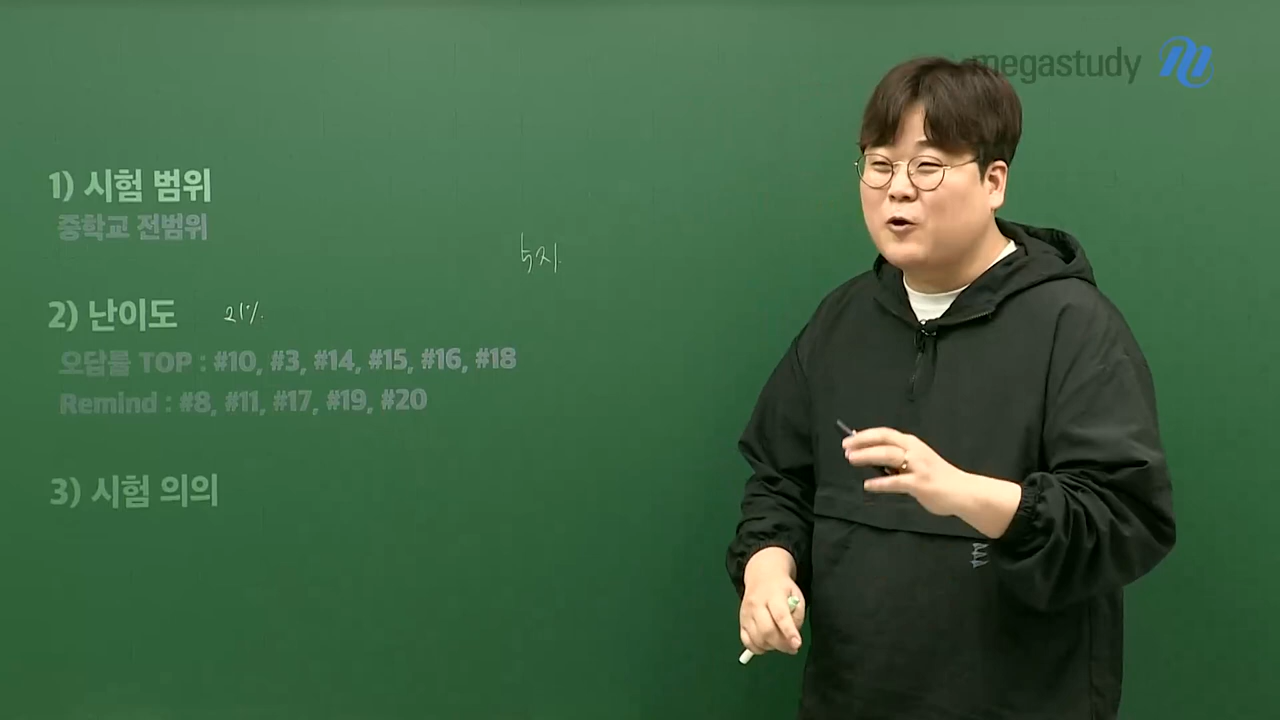 megastudy
1) 시험 범위
중학교 전범위
2) 난이도 21%
오답률 TOP : #10, #3, #14, #15, #16, #18
Remind : #8, #11, #17, #19, #20
3) 시험 의의